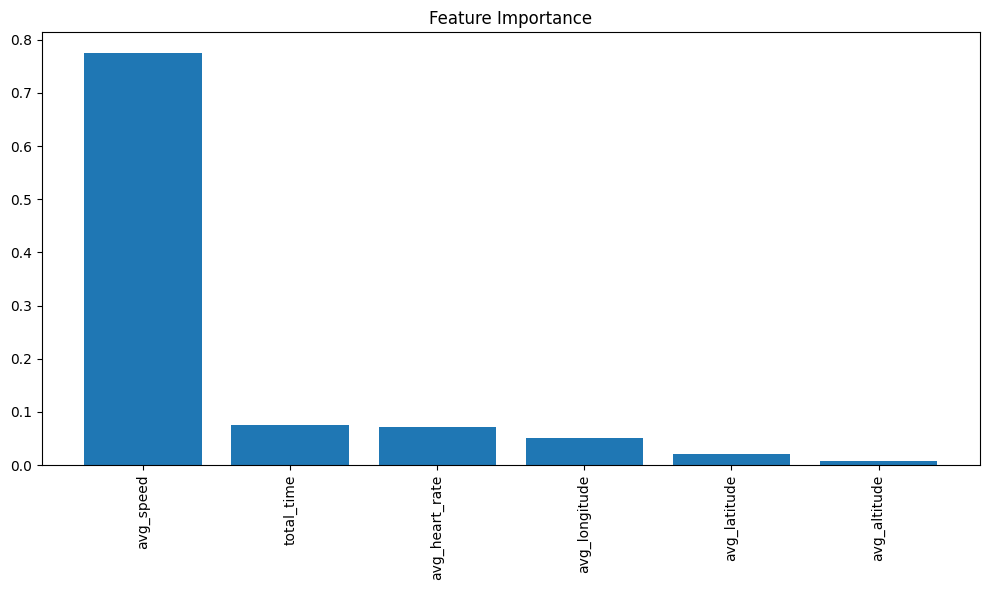 Feature Importance
0.8
0.7
0.6
0.5
0.4
0.3
0.2
0.1
0.0
avg_speed
total_time
avg_heart_rate
avg_longitude
avg_latitude
avg_altitude